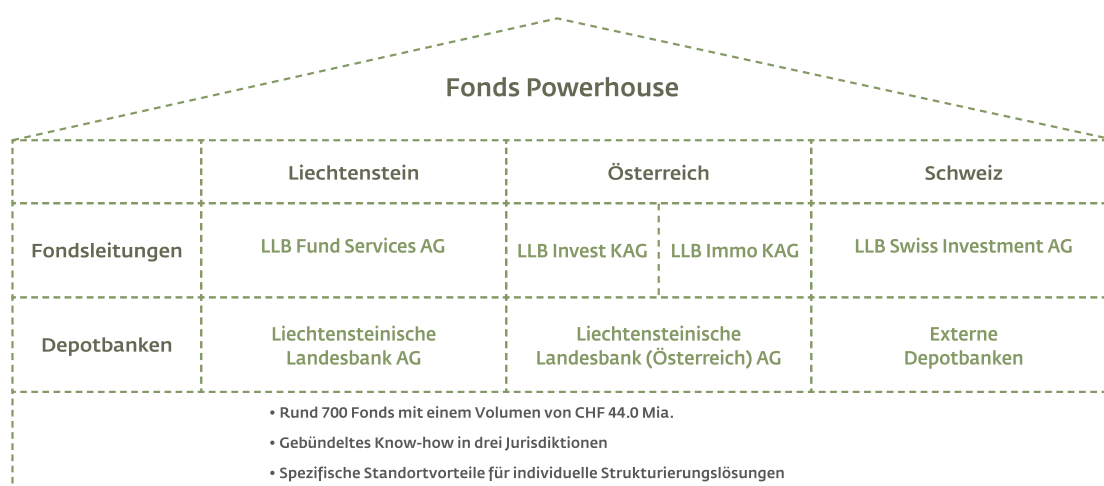 Fonds Powerhouse
Liechtenstein
Österreich
Schweiz
Fondsleitungen
LLB Fund Services AG
LLB Invest KAG
LLB Immo KAG
LLB Swiss Investment AG
Depotbanken
Liechtensteinische
Landesbank AG
Liechtensteinische
Landesbank (Österreich) AG
Externe
Depotbanken
• Rund 700 Fonds mit einem Volumen von CHF 44.0 Mia.
• Gebündeltes Know-how in drei Jurisdiktionen
• Spezifische Standortvorteile für individuelle Strukturierungslösungen